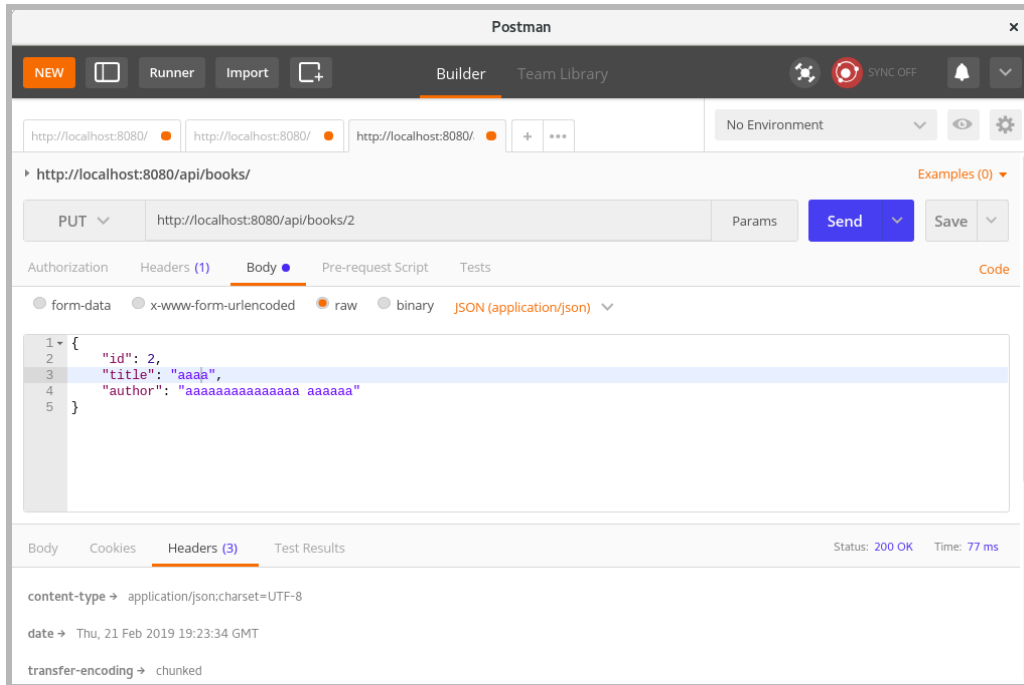 Postman ×
NEW Runner Import Builder Team Library SYNC OFF
http://localhost:8080/ http://localhost:8080/ http://localhost:8080/ + ••• No Environment
http://localhost:8080/api/books/ Examples (0)
PUT http://localhost:8080/api/books/2 Params Send Save
Authorization Headers (1) Body Pre-request Script Tests Code
form-data x-www-form-urlencoded raw binary JSON (application/json)
1 {
2 "id": 2,
3 "title": "aaaa",
4 "author": "aaaaaaaaaaaaaaa aaaaaa"
5 }
Body Cookies Headers (3) Test Results Status: 200 OK Time: 77 ms
content-type → application/json;charset=UTF-8
date → Thu, 21 Feb 2019 19:23:34 GMT
transfer-encoding → chunked